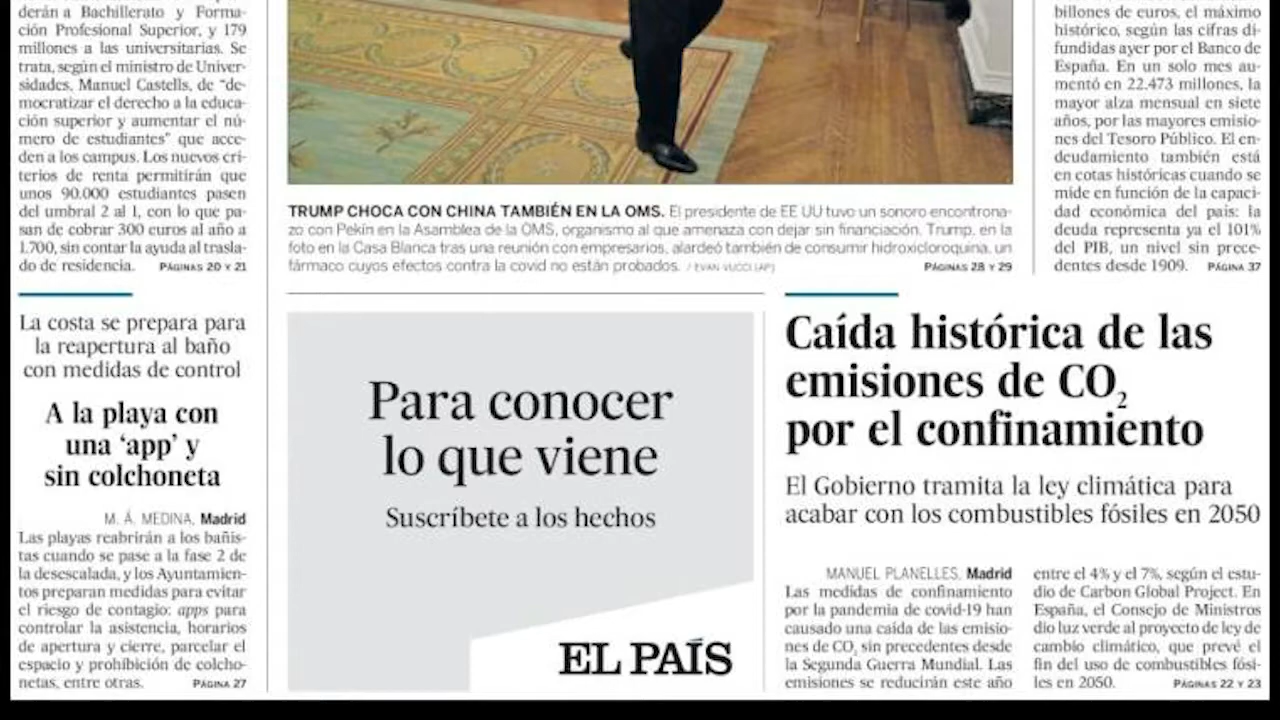 derán a Bachillerato y Forma-
ción Profesional Superior, y 179
millones a las universitarias. Se
trata, según el ministro de Univer-
sidades, Manuel Castells, de “de-
mocratizar el derecho a la educa-
ción superior y aumentar el nú-
mero de estudiantes” que acce-
den a los campus. Los nuevos cri-
terios de renta permitirán que
unos 90.000 estudiantes pasen
del umbral 2 al 1, con lo que pa-
san de cobrar 300 euros al año a
1.700, sin contar la ayuda al trasla-
do de residencia. PÁGINAS 20 Y 21
La costa se prepara para
la reapertura al baño
con medidas de control
A la playa con
una ‘app’ y
sin colchoneta
M. Á. MEDINA, Madrid
Las playas reabrirán a los bañis-
tas cuando se pase a la fase 2 de
la desescalada, y los Ayuntamien-
tos preparan medidas para evitar
el riesgo de contagio: apps para
controlar la asistencia, horarios
de apertura y cierre, parcelar el
espacio y prohibición de colcho-
netas, entre otras. PÁGINA 27
TRUMP CHOCA CON CHINA TAMBIÉN EN LA OMS. El presidente de EE UU tuvo un sonoro encontrona-
zo con Pekín en la Asamblea de la OMS, organismo al que amenaza con dejar sin financiación. Trump, en la
foto en la Casa Blanca tras una reunión con empresarios, alardeó también de consumir hidroxicloroquina, un
fármaco cuyos efectos contra la covid no están probados. / EVAN VUCCI (AP) PÁGINAS 28 Y 29
Para conocer
lo que viene
Suscríbete a los hechos
EL PAÍS
billones de euros, el máximo
histórico, según las cifras di-
fundidas ayer por el Banco de
España. En un solo mes au-
mentó en 22.473 millones, la
mayor alza mensual en siete
años, por las mayores emisio-
nes del Tesoro Público. El en-
deudamiento también está
en cotas históricas cuando se
mide en función de la capaci-
dad económica del país: la
deuda representa ya el 101%
del PIB, un nivel sin prece-
dentes desde 1909. PÁGINA 37
Caída histórica de las
emisiones de CO₂
por el confinamiento
El Gobierno tramita la ley climática para
acabar con los combustibles fósiles en 2050
MANUEL PLANELLES, Madrid
Las medidas de confinamiento
por la pandemia de covid-19 han
causado una caída de las emisio-
nes de CO₂ sin precedentes desde
la Segunda Guerra Mundial. Las
emisiones se reducirán este año
entre el 4% y el 7%, según el estu-
dio de Carbon Global Project. En
España, el Consejo de Ministros
dio luz verde al proyecto de ley de
cambio climático, que prevé el
fin del uso de combustibles fósi-
les en 2050. PÁGINAS 22 Y 23